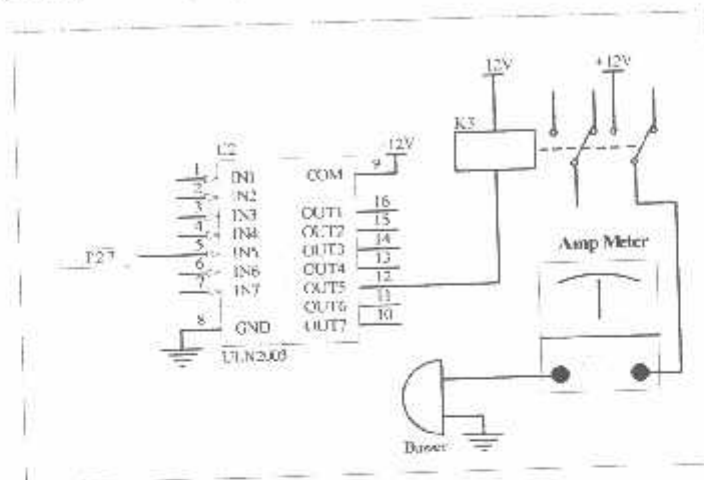 12V
+12V
K3
U2
12V
1 IN1 COM 9
2 IN2
3 IN3 OUT1 16
4 IN4 OUT2 15
5 IN5 OUT3 14
6 IN6 OUT4 13
7 IN7 OUT5 12
OUT6 11
8 GND OUT7 10
Amp Meter